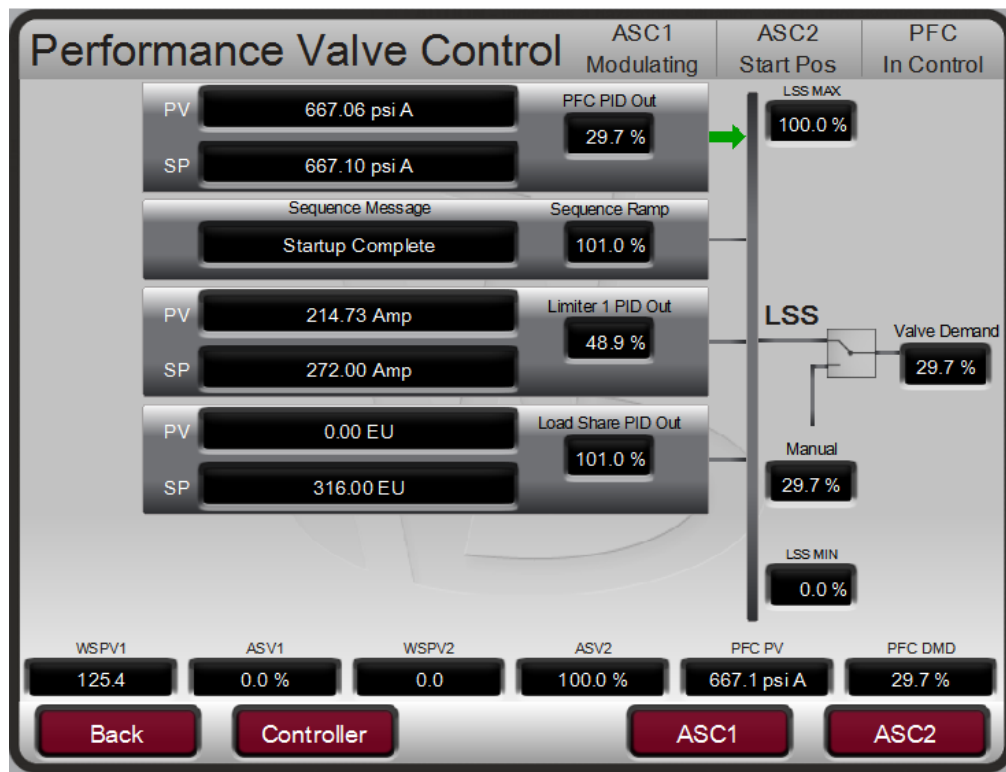 Performance Valve Control
ASC1
Modulating
ASC2
Start Pos
PFC
In Control
PV
667.06 psi A
SP
667.10 psi A
PFC PID Out
29.7 %
LSS MAX
100.0 %
Sequence Message
Startup Complete
Sequence Ramp
101.0 %
PV
214.73 Amp
SP
272.00 Amp
Limiter 1 PID Out
48.9 %
LSS
Valve Demand
29.7 %
PV
0.00 EU
SP
316.00 EU
Load Share PID Out
101.0 %
Manual
29.7 %
LSS MIN
0.0 %
WSPV1
125.4
ASV1
0.0 %
WSPV2
0.0
ASV2
100.0 %
PFC PV
667.1 psi A
PFC DMD
29.7 %
Back
Controller
ASC1
ASC2